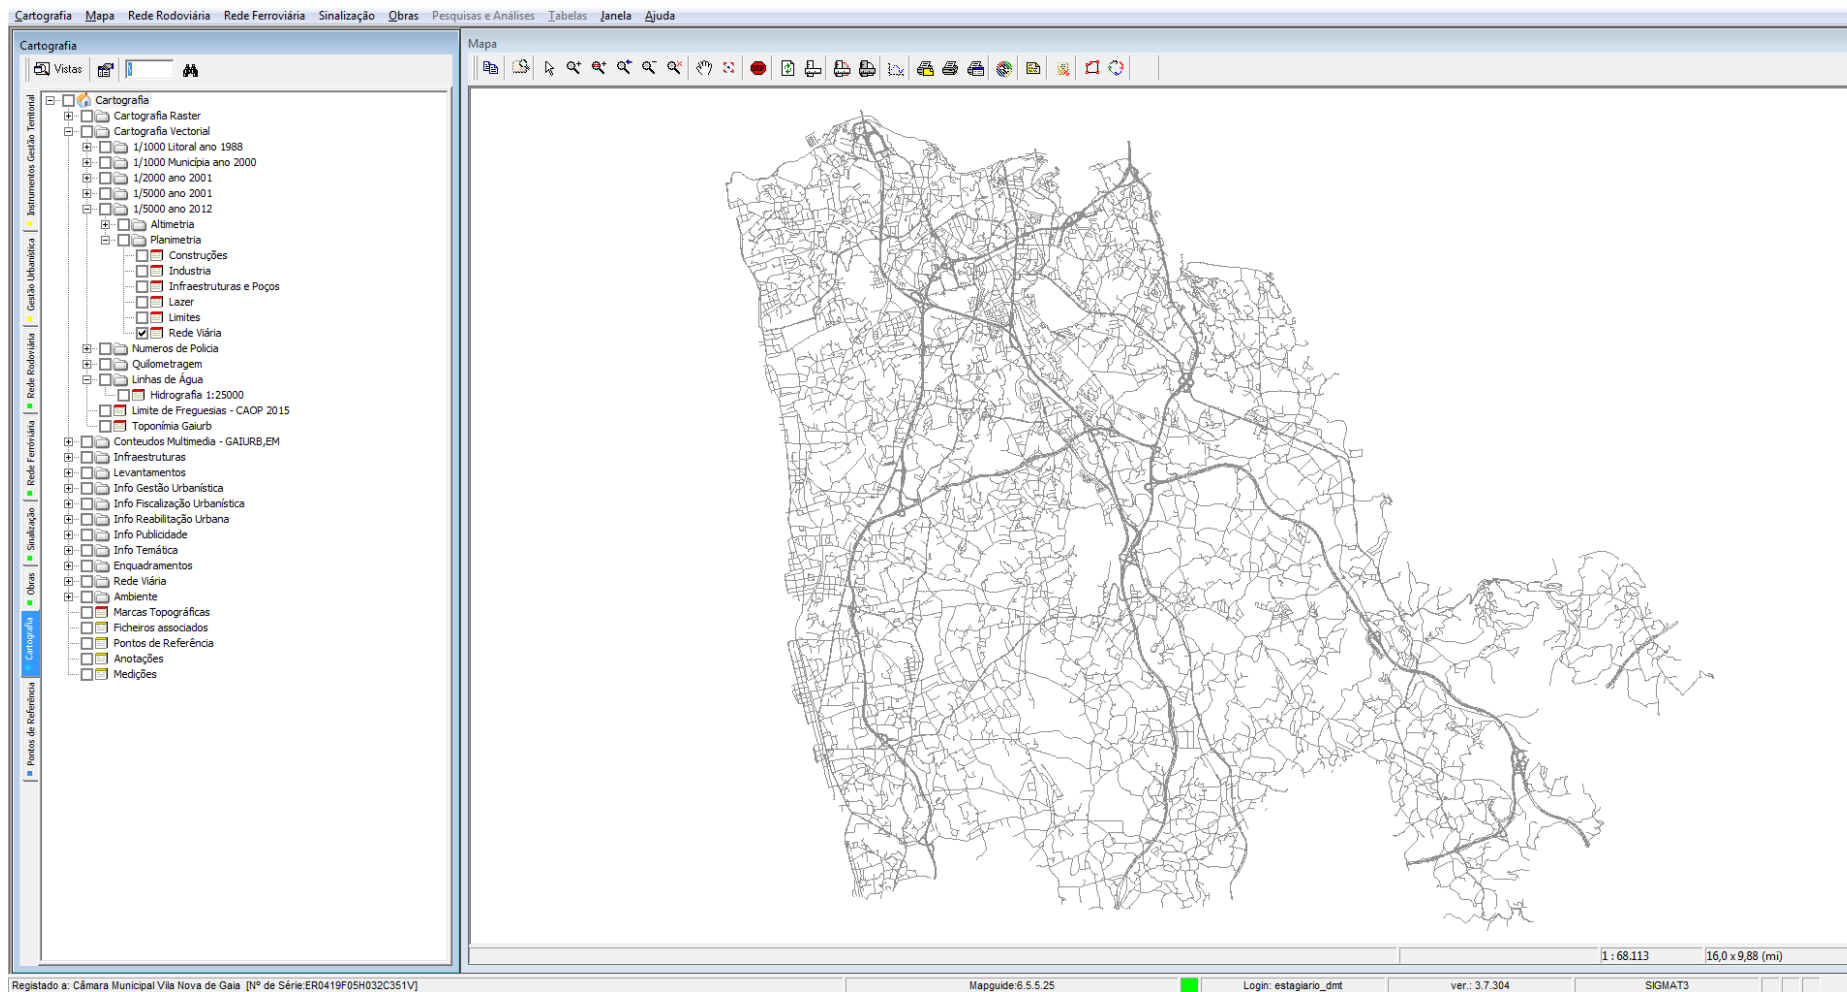 Cartografia Mapa Rede Rodoviária Rede Ferroviária Sinalização Obras Pesquisas e Análises Tabelas Janela Ajuda
Cartografia
Vistas
Instrumentos Gestão Territorial
Gestão Urbanística
Rede Rodoviária
Rede Ferroviária
Sinalização
Obras
Cartografia
Pontos de Referência
Cartografia
Cartografia Raster
Cartografia Vectorial
1/1000 Litoral ano 1988
1/1000 Municípia ano 2000
1/2000 ano 2001
1/5000 ano 2001
1/5000 ano 2012
Altimetria
Planimetria
Construções
Industria
Infraestruturas e Poços
Lazer
Limites
Rede Viária
Numeros de Policia
Quilometragem
Linhas de Água
Hidrografia 1:25000
Limite de Freguesias - CAOP 2015
Toponímia Gaiurb
Conteudos Multimedia - GAIURB,EM
Infraestruturas
Levantamentos
Info Gestão Urbanística
Info Fiscalização Urbanística
Info Reabilitação Urbana
Info Publicidade
Info Temática
Enquadramentos
Rede Viária
Ambiente
Marcas Topográficas
Ficheiros associados
Pontos de Referência
Anotações
Medições
Mapa
STOP
1 : 68.113 16,0 x 9,88 (mi)
Registado a: Câmara Municipal Vila Nova de Gaia [Nº de Série:ER0419F05H032C351V] Mapguide:6.5.5.25 Login: estagiario_dmt ver.: 3.7.304 SIGMAT3